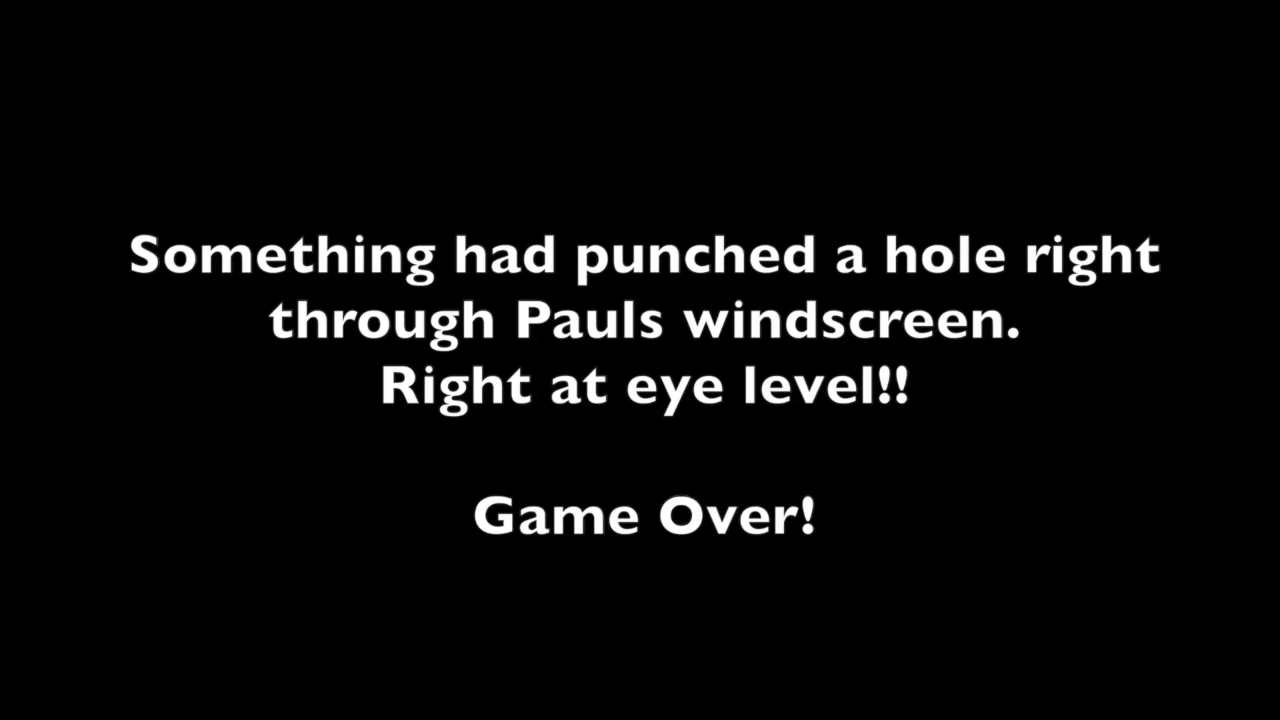 Something had punched a hole right
through Pauls windscreen.
Right at eye level!!
Game Over!